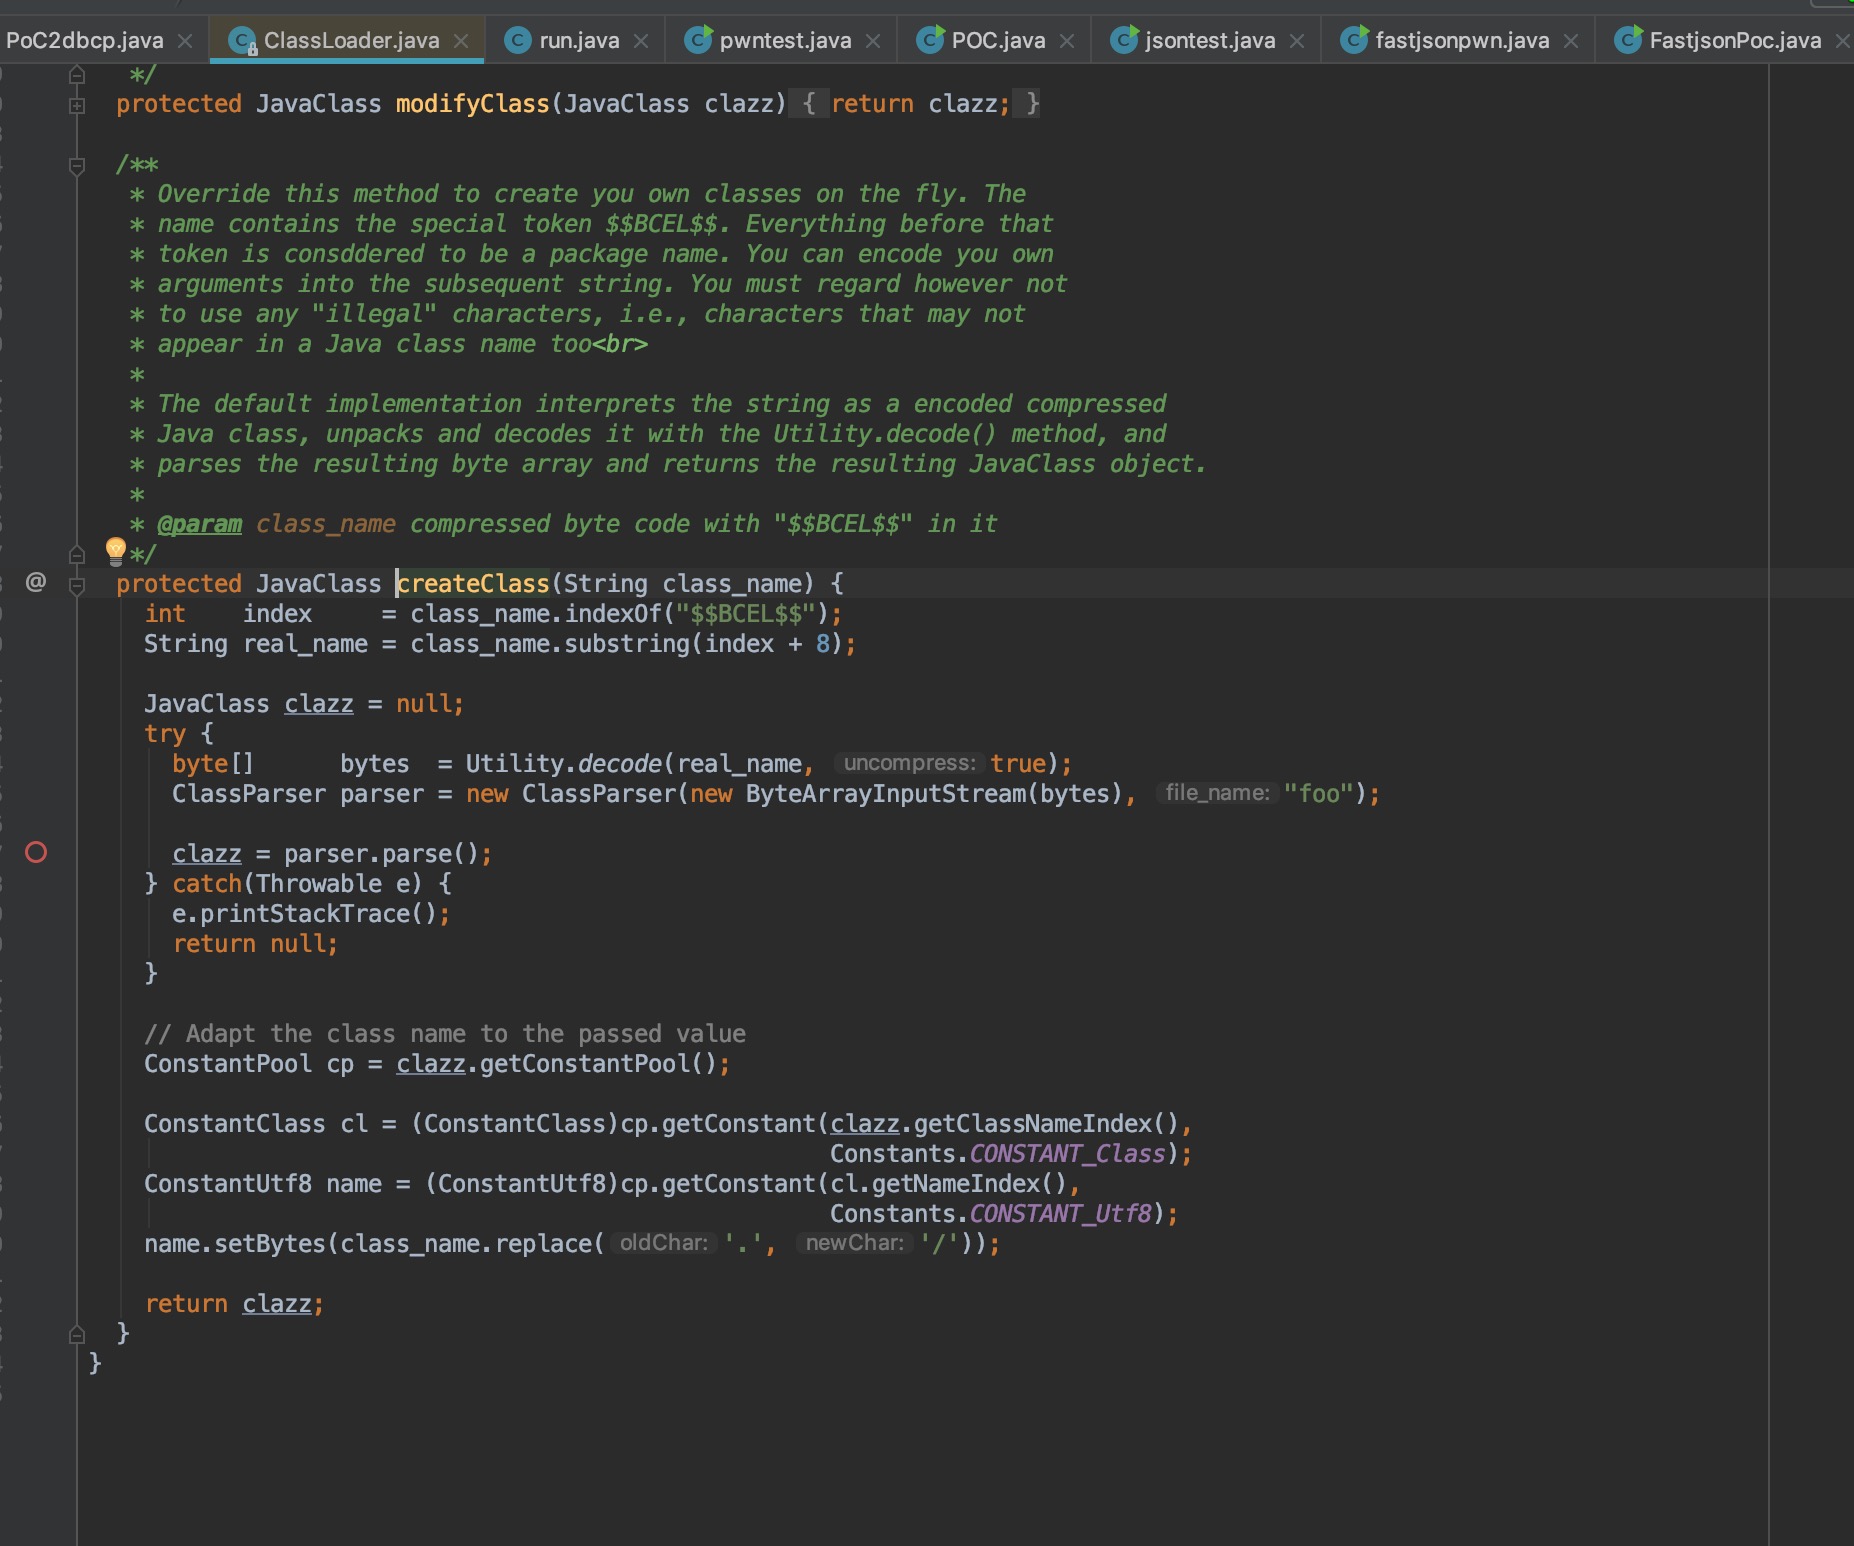 PoC2dbcp.java ClassLoader.java run.java pwntest.java POC.java jsontest.java fastjsonpwn.java FastjsonPoc.java
*/
protected JavaClass modifyClass(JavaClass clazz) { return clazz; }
/**
* Override this method to create you own classes on the fly. The
* name contains the special token $$BCEL$$. Everything before that
* token is consddered to be a package name. You can encode you own
* arguments into the subsequent string. You must regard however not
* to use any "illegal" characters, i.e., characters that may not
* appear in a Java class name too<br>
*
* The default implementation interprets the string as a encoded compressed
* Java class, unpacks and decodes it with the Utility.decode() method, and
* parses the resulting byte array and returns the resulting JavaClass object.
*
* @param class_name compressed byte code with "$$BCEL$$" in it
*/
@ protected JavaClass createClass(String class_name) {
int index = class_name.indexOf("$$BCEL$$");
String real_name = class_name.substring(index + 8);
JavaClass clazz = null;
try {
byte[] bytes = Utility.decode(real_name, uncompress: true);
ClassParser parser = new ClassParser(new ByteArrayInputStream(bytes), file_name: "foo");
clazz = parser.parse();
} catch(Throwable e) {
e.printStackTrace();
return null;
}
// Adapt the class name to the passed value
ConstantPool cp = clazz.getConstantPool();
ConstantClass cl = (ConstantClass)cp.getConstant(clazz.getClassNameIndex(),
Constants.CONSTANT_Class);
ConstantUtf8 name = (ConstantUtf8)cp.getConstant(cl.getNameIndex(),
Constants.CONSTANT_Utf8);
name.setBytes(class_name.replace( oldChar: '.', newChar: '/'));
return clazz;
}
}